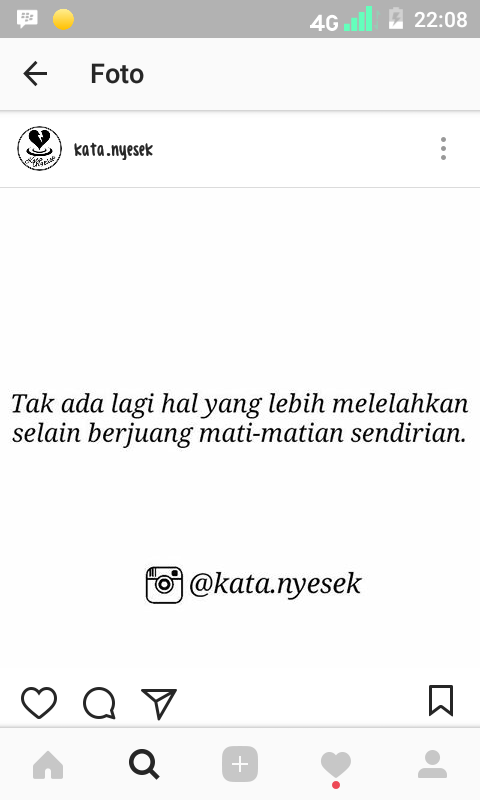 4G 22:08
Foto
kata.nyesek
Tak ada lagi hal yang lebih melelahkan
selain berjuang mati-matian sendirian.
@kata.nyesek